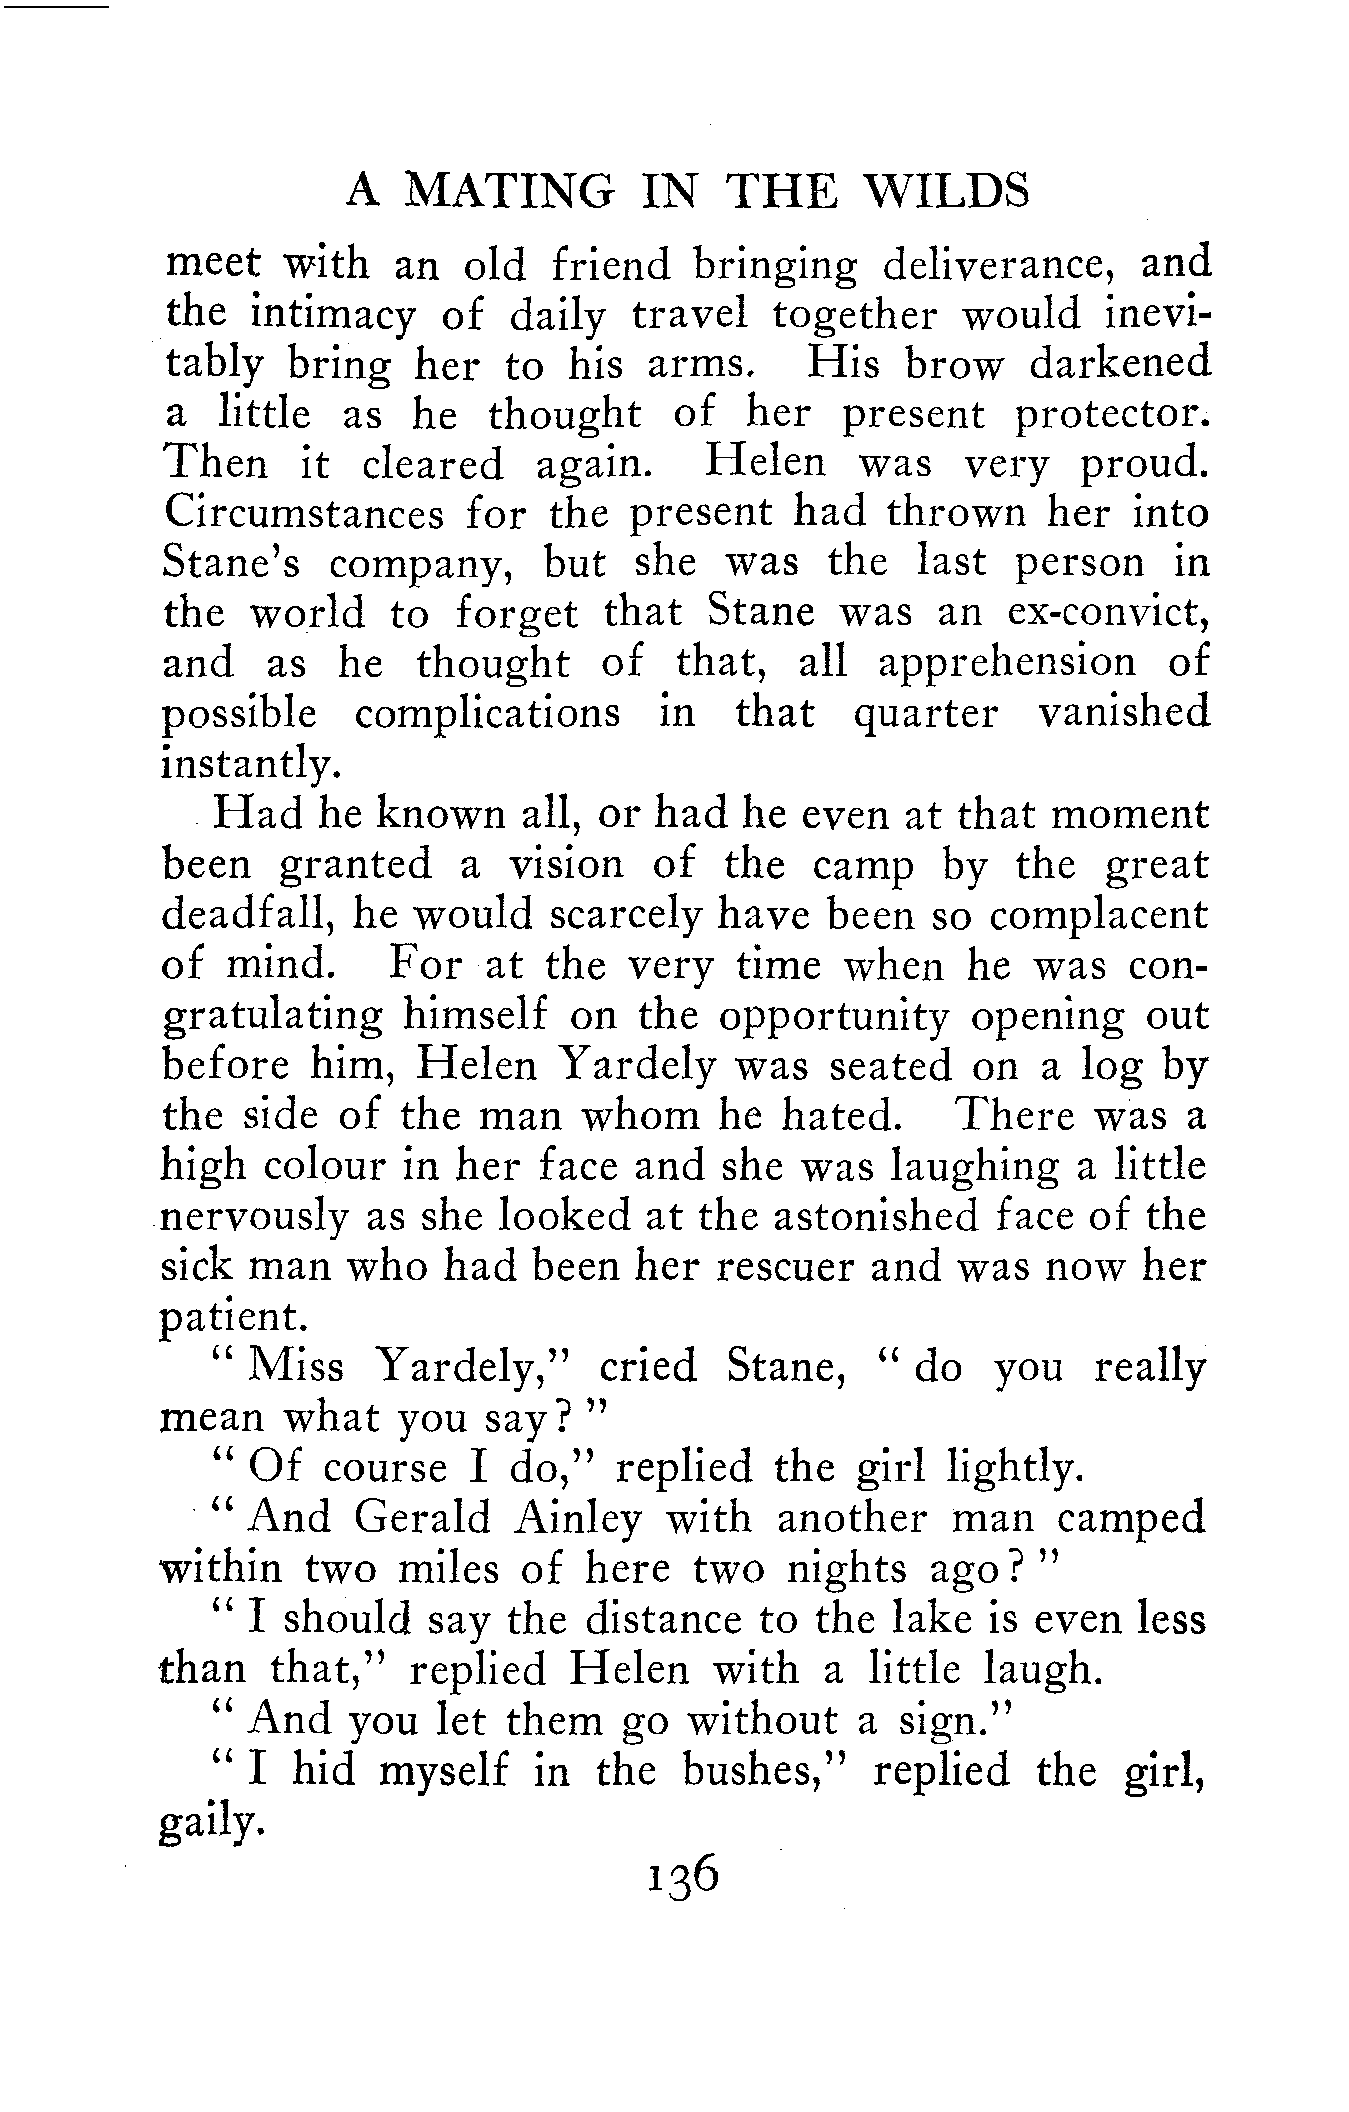 A MATING IN THE WILDS
meet with an old friend bringing deliverance, and
the intimacy of daily travel together would inevi-
tably bring her to his arms. His brow darkened
a little as he thought of her present protector.
Then it cleared again. Helen was very proud.
Circumstances for the present had thrown her into
Stane's company, but she was the last person in
the world to forget that Stane was an ex-convict,
and as he thought of that, all apprehension of
possible complications in that quarter vanished
instantly.
Had he known all, or had he even at that moment
been granted a vision of the camp by the great
deadfall, he would scarcely have been so complacent
of mind. For at the very time when he was con-
gratulating himself on the opportunity opening out
before him, Helen Yardely was seated on a log by
the side of the man whom he hated. There was a
high colour in her face and she was laughing a little
nervously as she looked at the astonished face of the
sick man who had been her rescuer and was now her
patient.
“ Miss Yardely,” cried Stane, “ do you really
mean what you say? ”
“ Of course I do,” replied the girl lightly.
“ And Gerald Ainley with another man camped
within two miles of here two nights ago? ”
“ I should say the distance to the lake is even less
than that,” replied Helen with a little laugh.
“ And you let them go without a sign.”
“ I hid myself in the bushes,” replied the girl,
gaily.
136